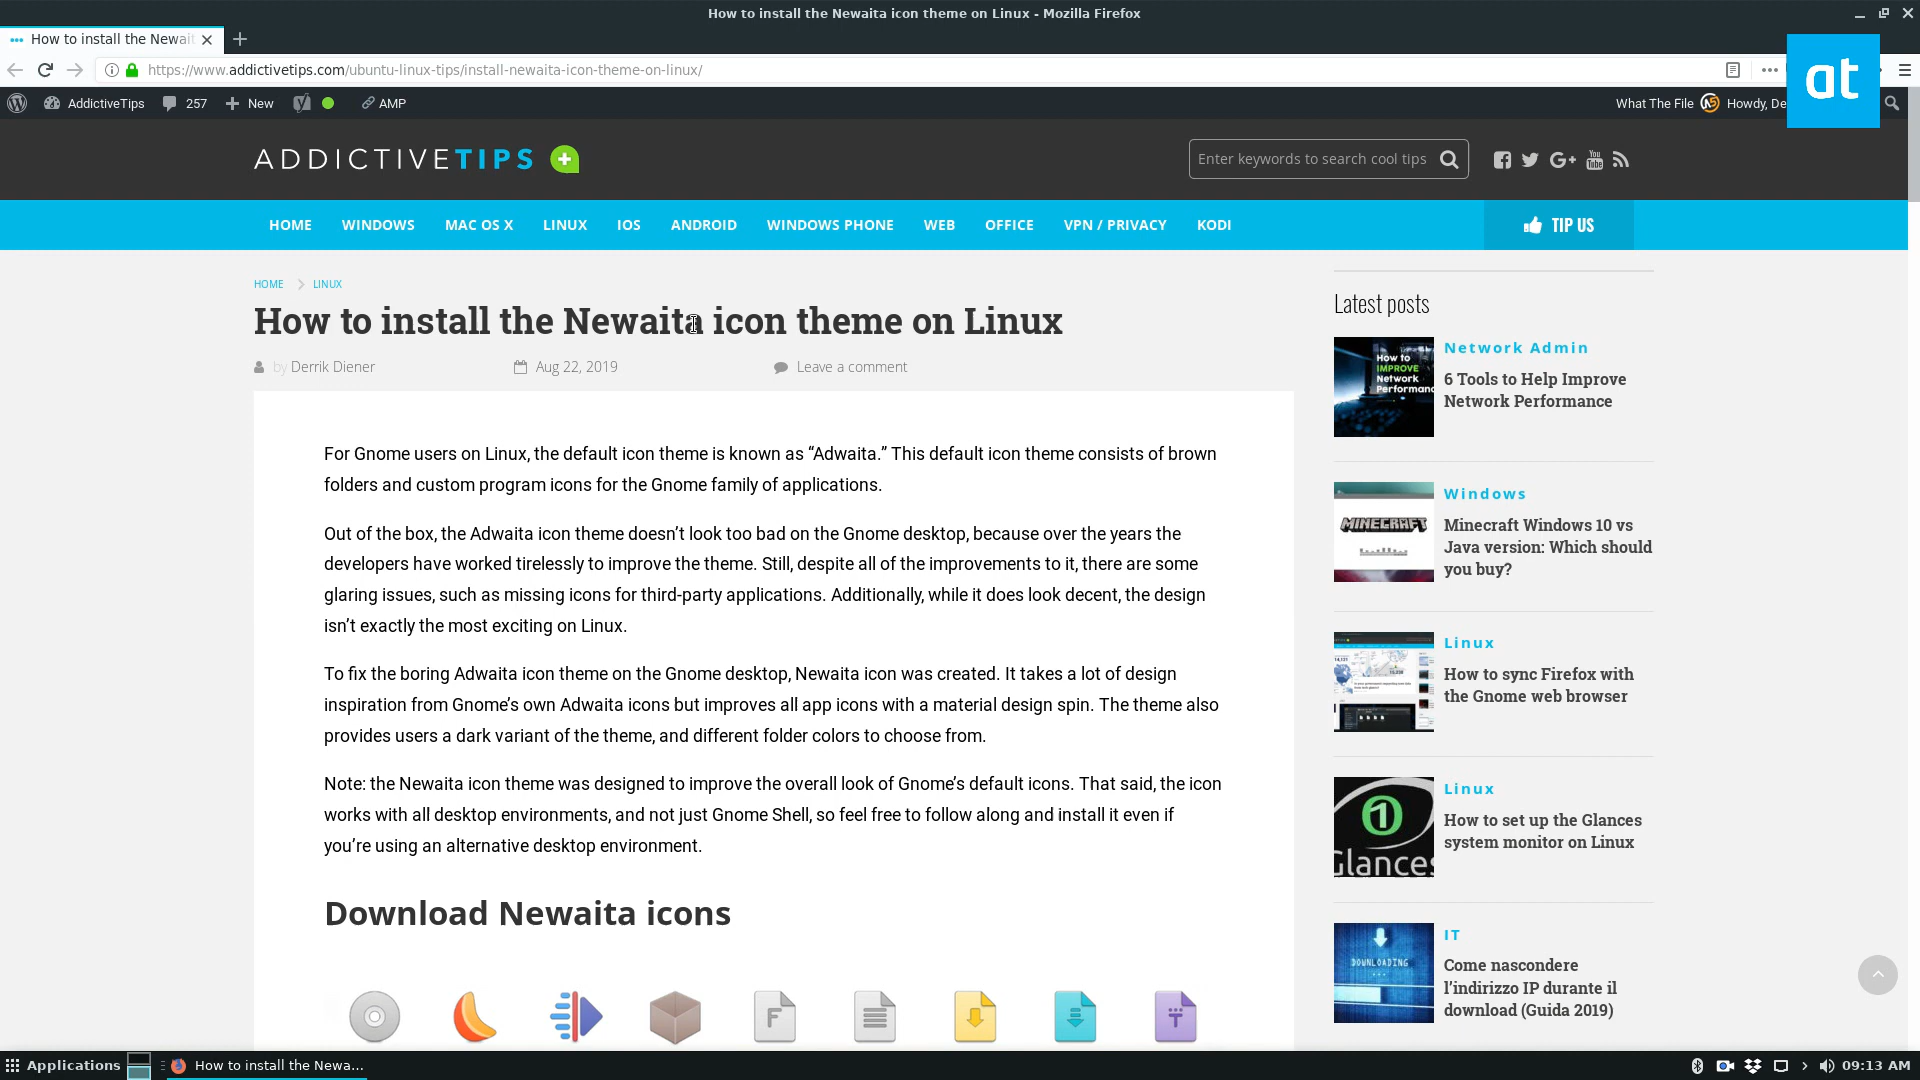 How to install the Newaita icon theme on Linux - Mozilla Firefox
How to install the Newait
https://www.addictivetips.com/ubuntu-linux-tips/install-newaita-icon-theme-on-linux/
at
AddictiveTips 257 New AMP What The File Howdy, De
ADDICTIVETIPS
Enter keywords to search cool tips
HOME WINDOWS MAC OS X LINUX IOS ANDROID WINDOWS PHONE WEB OFFICE VPN / PRIVACY KODI TIP US
HOME LINUX
How to install the Newaita icon theme on Linux
by Derrik Diener Aug 22, 2019 Leave a comment
For Gnome users on Linux, the default icon theme is known as “Adwaita.” This default icon theme consists of brown
folders and custom program icons for the Gnome family of applications.
Out of the box, the Adwaita icon theme doesn’t look too bad on the Gnome desktop, because over the years the
developers have worked tirelessly to improve the theme. Still, despite all of the improvements to it, there are some
glaring issues, such as missing icons for third-party applications. Additionally, while it does look decent, the design
isn’t exactly the most exciting on Linux.
To fix the boring Adwaita icon theme on the Gnome desktop, Newaita icon was created. It takes a lot of design
inspiration from Gnome’s own Adwaita icons but improves all app icons with a material design spin. The theme also
provides users a dark variant of the theme, and different folder colors to choose from.
Note: the Newaita icon theme was designed to improve the overall look of Gnome’s default icons. That said, the icon
works with all desktop environments, and not just Gnome Shell, so feel free to follow along and install it even if
you’re using an alternative desktop environment.
Download Newaita icons
F
Latest posts
How to
IMPROVE
Network
Performanc
Network Admin
6 Tools to Help Improve
Network Performance
MINECRAFT
Windows
Minecraft Windows 10 vs
Java version: Which should
you buy?
Linux
How to sync Firefox with
the Gnome web browser
Glances
Linux
How to set up the Glances
system monitor on Linux
DOWNLOADING
IT
Come nascondere
l’indirizzo IP durante il
download (Guida 2019)
Applications How to install the Newa... 09:13 AM